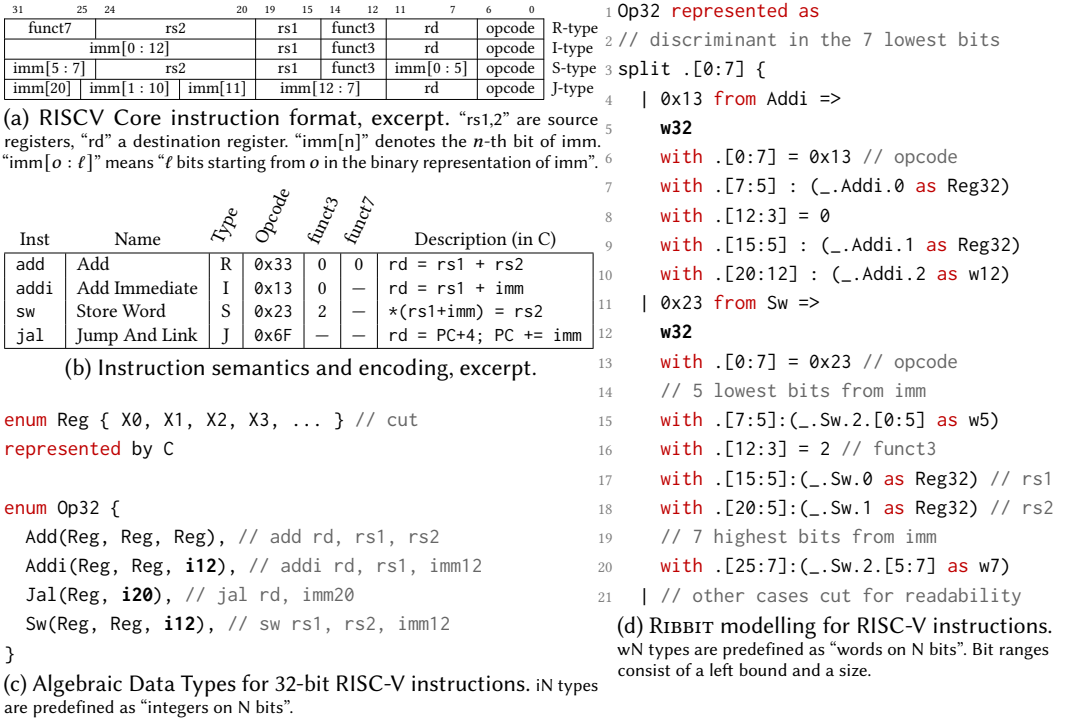 31 25 24 20 19 15 14 12 11 7 6 0
funct7 rs2 rs1 funct3 rd opcode R-type
imm[0 : 12] rs1 funct3 rd opcode I-type
imm[5 : 7] rs2 rs1 funct3 imm[0 : 5] opcode S-type
imm[20] imm[1 : 10] imm[11] imm[12 : 7] rd opcode J-type
(a) RISCV Core instruction format, excerpt. “rs1,2” are source
registers, “rd” a destination register. “imm[n]” denotes the n-th bit of imm.
“imm[o : ℓ]” means “ℓ bits starting from o in the binary representation of imm”.
Inst Name Type Opcode funct3 funct7 Description (in C)
add Add R 0x33 0 0 rd = rs1 + rs2
addi Add Immediate I 0x13 0 — rd = rs1 + imm
sw Store Word S 0x23 2 — *(rs1+imm) = rs2
jal Jump And Link J 0x6F — — rd = PC+4; PC += imm
(b) Instruction semantics and encoding, excerpt.
enum Reg { X0, X1, X2, X3, ... } // cut
represented by C
enum Op32 {
Add(Reg, Reg, Reg), // add rd, rs1, rs2
Addi(Reg, Reg, i12), // addi rd, rs1, imm12
Jal(Reg, i20), // jal rd, imm20
Sw(Reg, Reg, i12), // sw rs1, rs2, imm12
}
(c) Algebraic Data Types for 32-bit RISC-V instructions. iN types
are predefined as “integers on N bits”.
1 Op32 represented as
2 // discriminant in the 7 lowest bits
3 split .[0:7] {
4 | 0x13 from Addi =>
5 w32
6 with .[0:7] = 0x13 // opcode
7 with .[7:5] : (_.Addi.0 as Reg32)
8 with .[12:3] = 0
9 with .[15:5] : (_.Addi.1 as Reg32)
10 with .[20:12] : (_.Addi.2 as w12)
11 | 0x23 from Sw =>
12 w32
13 with .[0:7] = 0x23 // opcode
14 // 5 lowest bits from imm
15 with .[7:5]:(_.Sw.2.[0:5] as w5)
16 with .[12:3] = 2 // funct3
17 with .[15:5]:(_.Sw.0 as Reg32) // rs1
18 with .[20:5]:(_.Sw.1 as Reg32) // rs2
19 // 7 highest bits from imm
20 with .[25:7]:(_.Sw.2.[5:7] as w7)
21 | // other cases cut for readability
(d) Ribbit modelling for RISC-V instructions.
wN types are predefined as “words on N bits”. Bit ranges
consist of a left bound and a size.